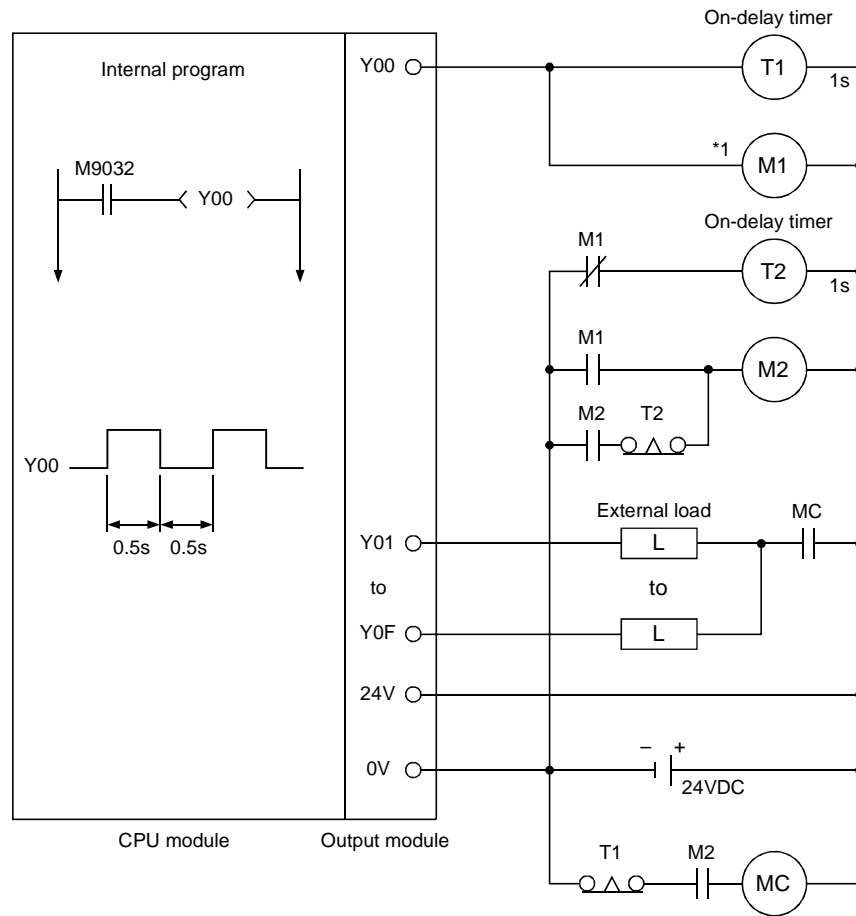 On-delay timer
Internal program
Y00
T1
1s
M9032
*1
M1
Y00
On-delay timer
M1
T2
1s
M1
M2
M2
T2
Y00
0.5s
0.5s
External load
MC
Y01
L
to
to
Y0F
L
24V
– +
0V
24VDC
CPU module
Output module
T1
M2
MC